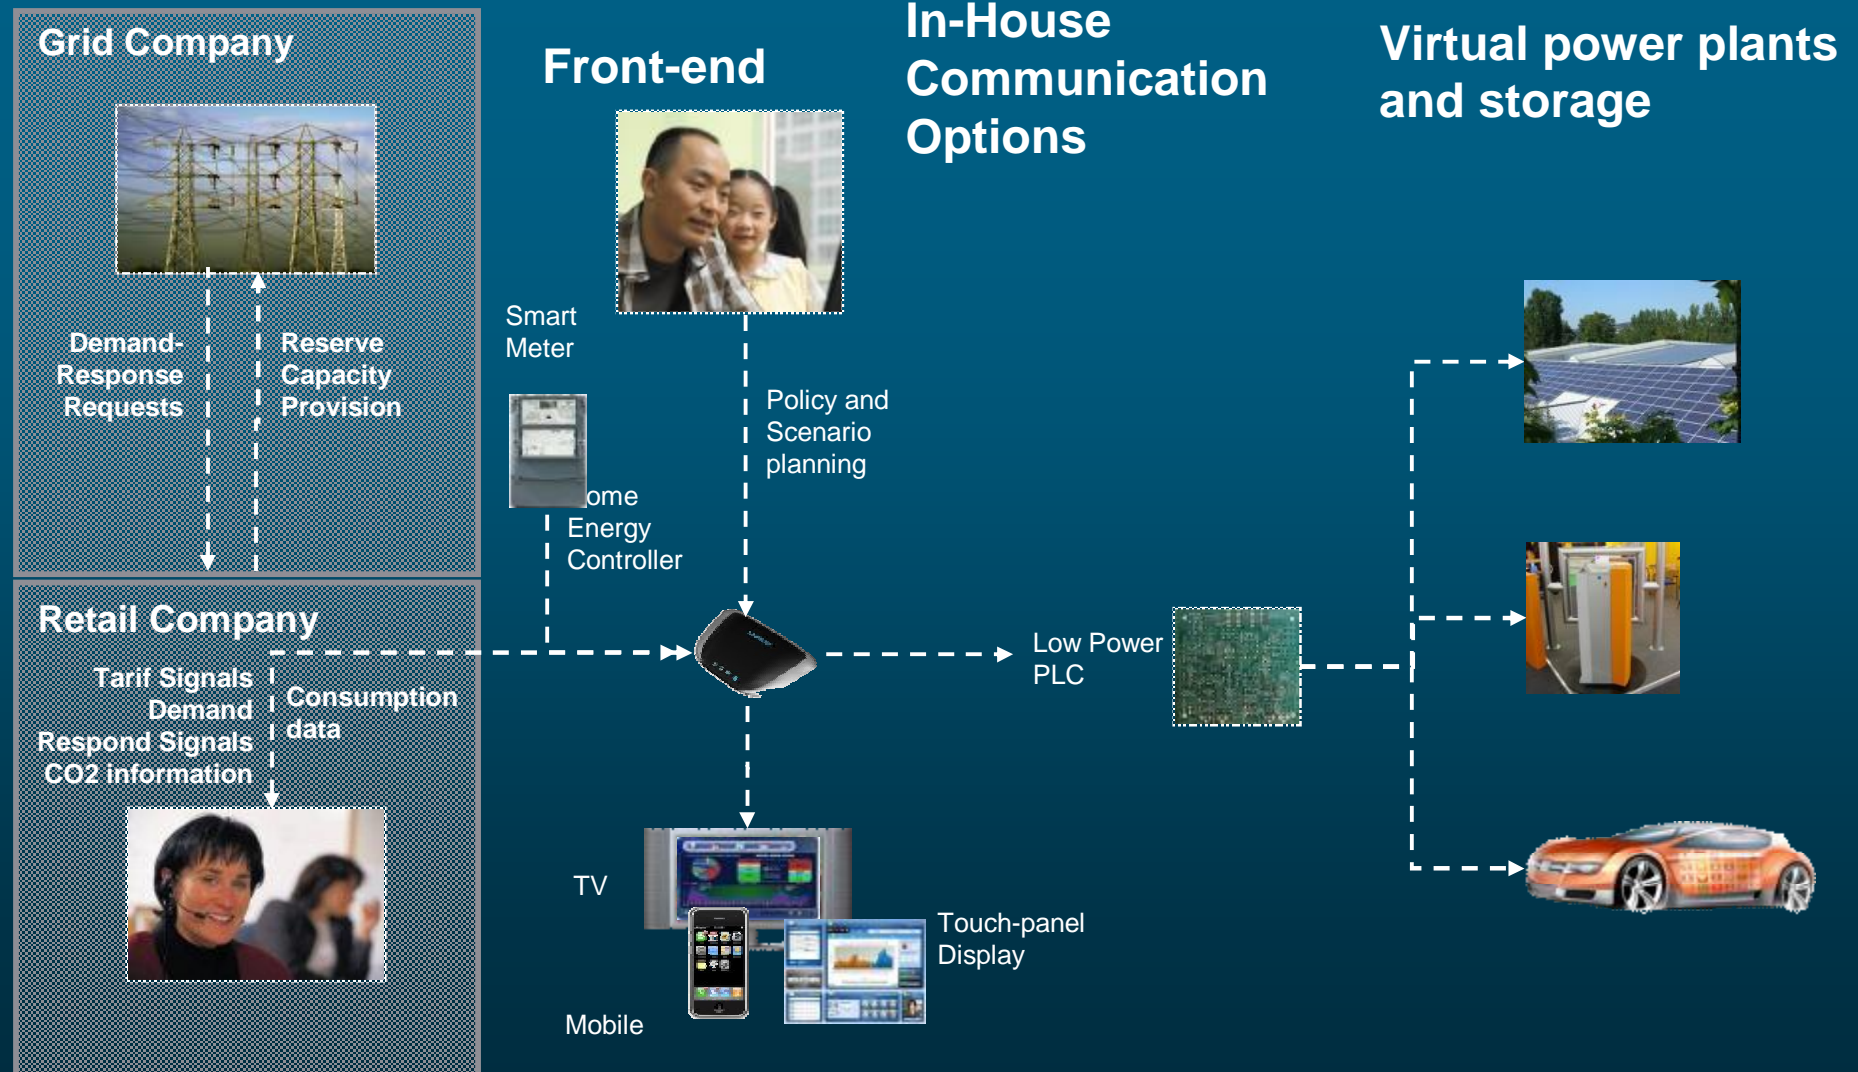 Grid Company
Demand-
Response
Requests
Reserve
Capacity
Provision
Retail Company
Tarif Signals
Demand
Respond Signals
CO2 information
Consumption
data
Front-end
Smart
Meter
ome
Energy
Controller
Policy and
Scenario
planning
TV
Mobile
Touch-panel
Display
In-House
Communication
Options
Low Power
PLC
Virtual power plants
and storage